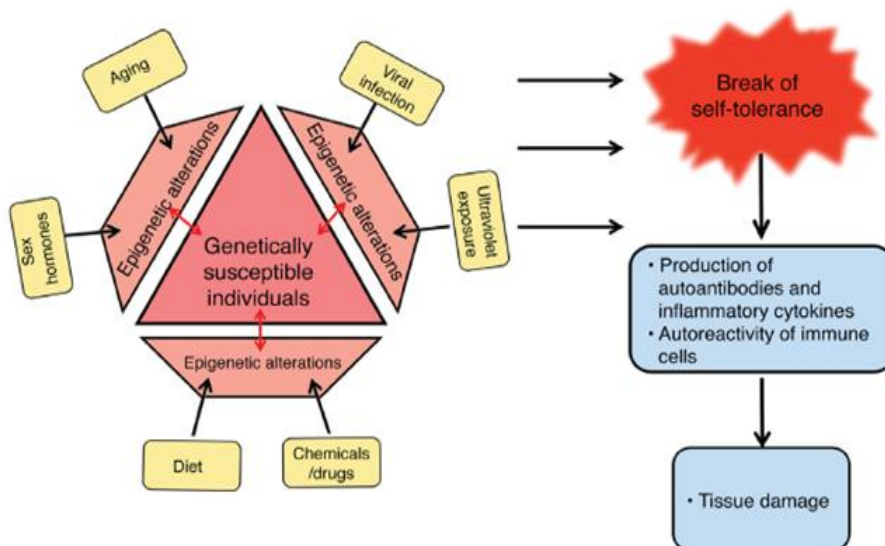 Aging
Viral
infection
Epigenetic alterations
Epigenetic alterations
Sex
hormones
Ultraviolet
exposure
Genetically
susceptible
individuals
Epigenetic alterations
Diet
Chemicals
/drugs
Break of
self-tolerance
• Production of
autoantibodies and
inflammatory cytokines
• Autoreactivity of immune
cells
• Tissue damage